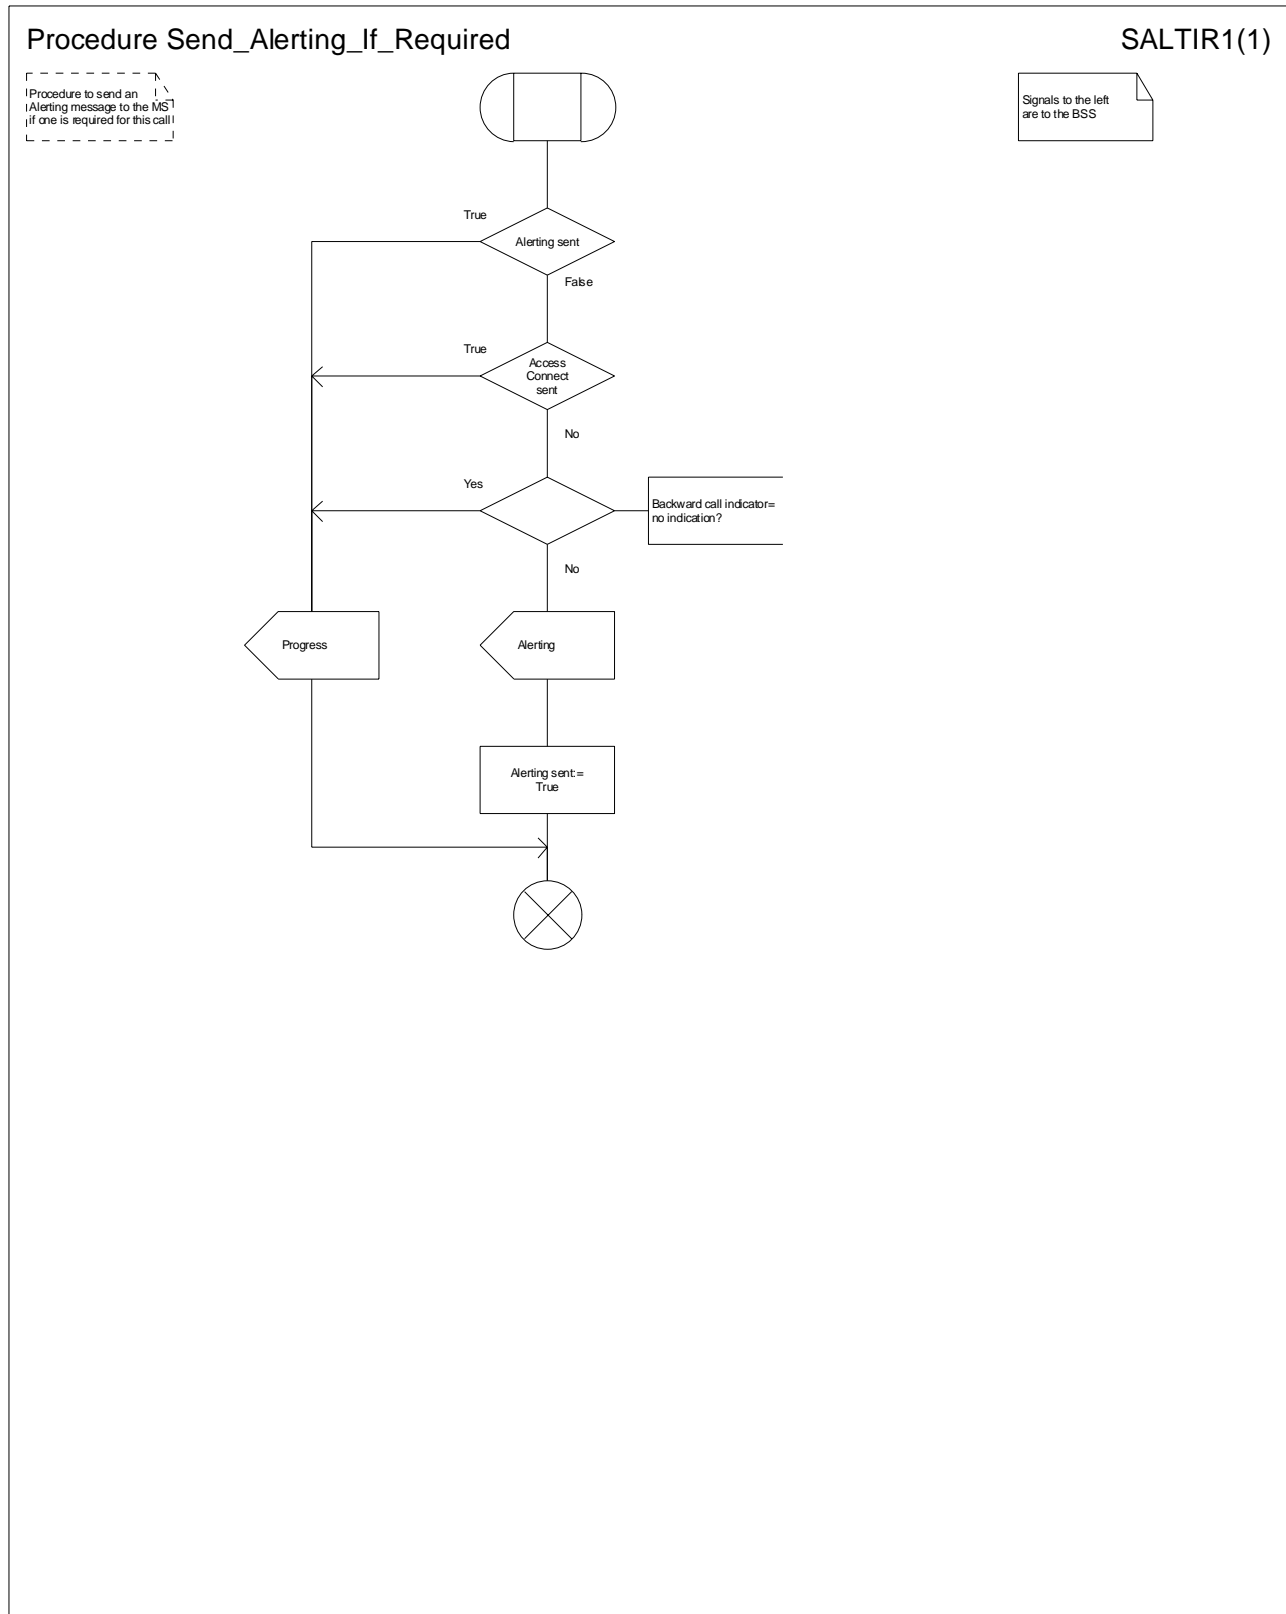 Procedure Send_Alerting_If_Required
SALTIR1(1)
Procedure to send an
Alerting message to the MS
if one is required for this call
Signals to the left
are to the BSS
True
Alerting sent
False
True
Access
Connect
sent
No
Yes
Backward call indicator=
no indication?
No
Progress
Alerting
Alerting sent:=
True